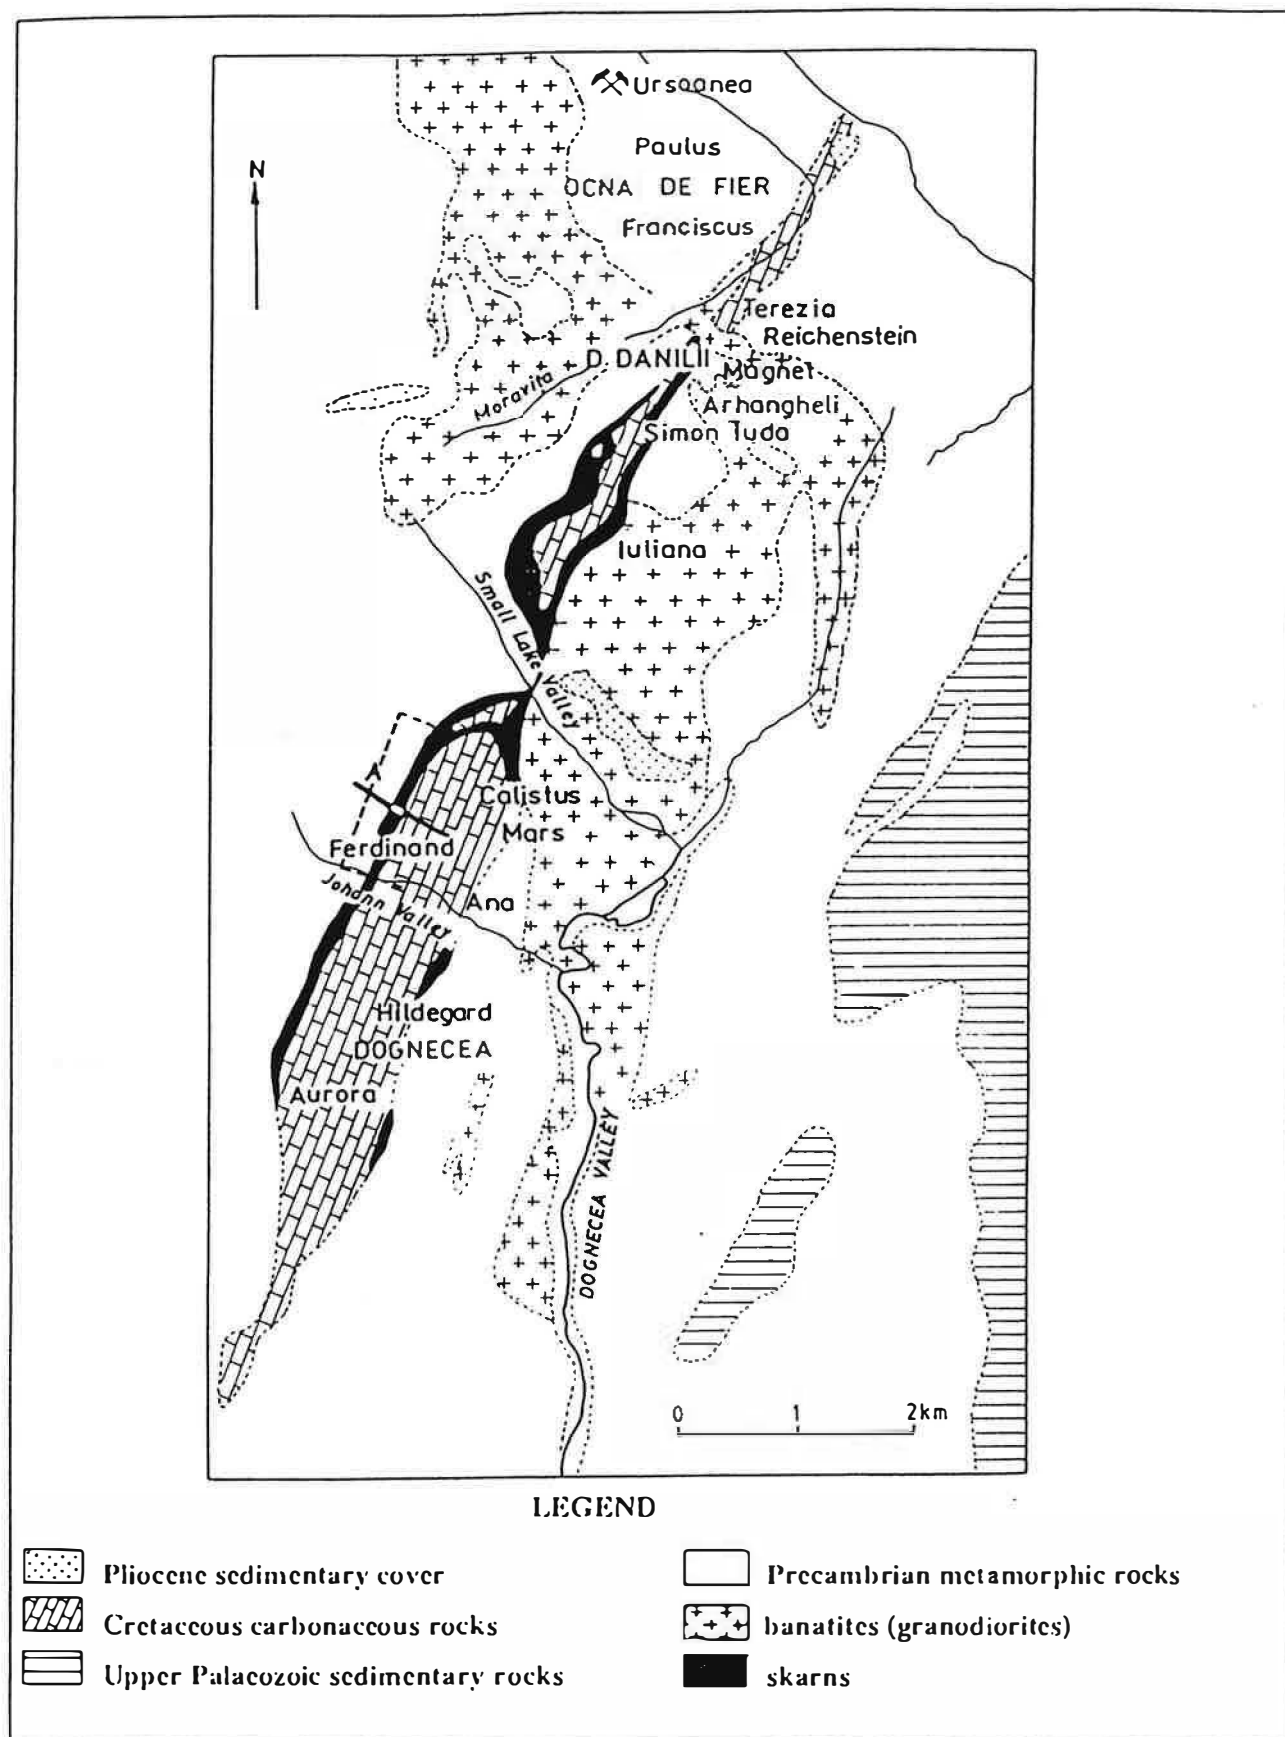 Ursoanea
Paulus
N
OCNA DE FIER
Franciscus
Terezia
Reichenstein
D. DANILII
Magnet
Moravita
Arhangheli
Simon Iuda
Iuliana
Small Lake Valley
A
Calistus
Mars
Ferdinand
Johann Valley
Ana
Hildegard
DOGNECEA
Aurora
DOGNECEA VALLEY
0 1 2km
LEGEND
Pliocene sedimentary cover
Cretaceous carbonaceous rocks
Upper Palaeozoic sedimentary rocks
Precambrian metamorphic rocks
banatites (granodiorites)
skarns